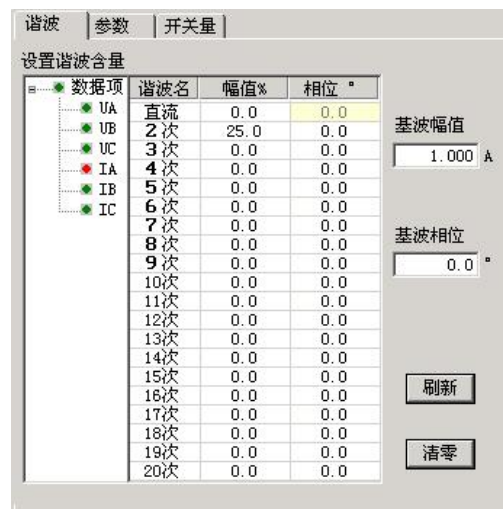 谐波 参数 开关量
设置谐波含量
数据项
UA
UB
UC
IA
IB
IC
谐波名 幅值% 相位 °
直流 0.0 0.0
2次 25.0 0.0
3次 0.0 0.0
4次 0.0 0.0
5次 0.0 0.0
6次 0.0 0.0
7次 0.0 0.0
8次 0.0 0.0
9次 0.0 0.0
10次 0.0 0.0
11次 0.0 0.0
12次 0.0 0.0
13次 0.0 0.0
14次 0.0 0.0
15次 0.0 0.0
16次 0.0 0.0
17次 0.0 0.0
18次 0.0 0.0
19次 0.0 0.0
20次 0.0 0.0
基波幅值
1.000 A
基波相位
0.0 °
刷新
清零